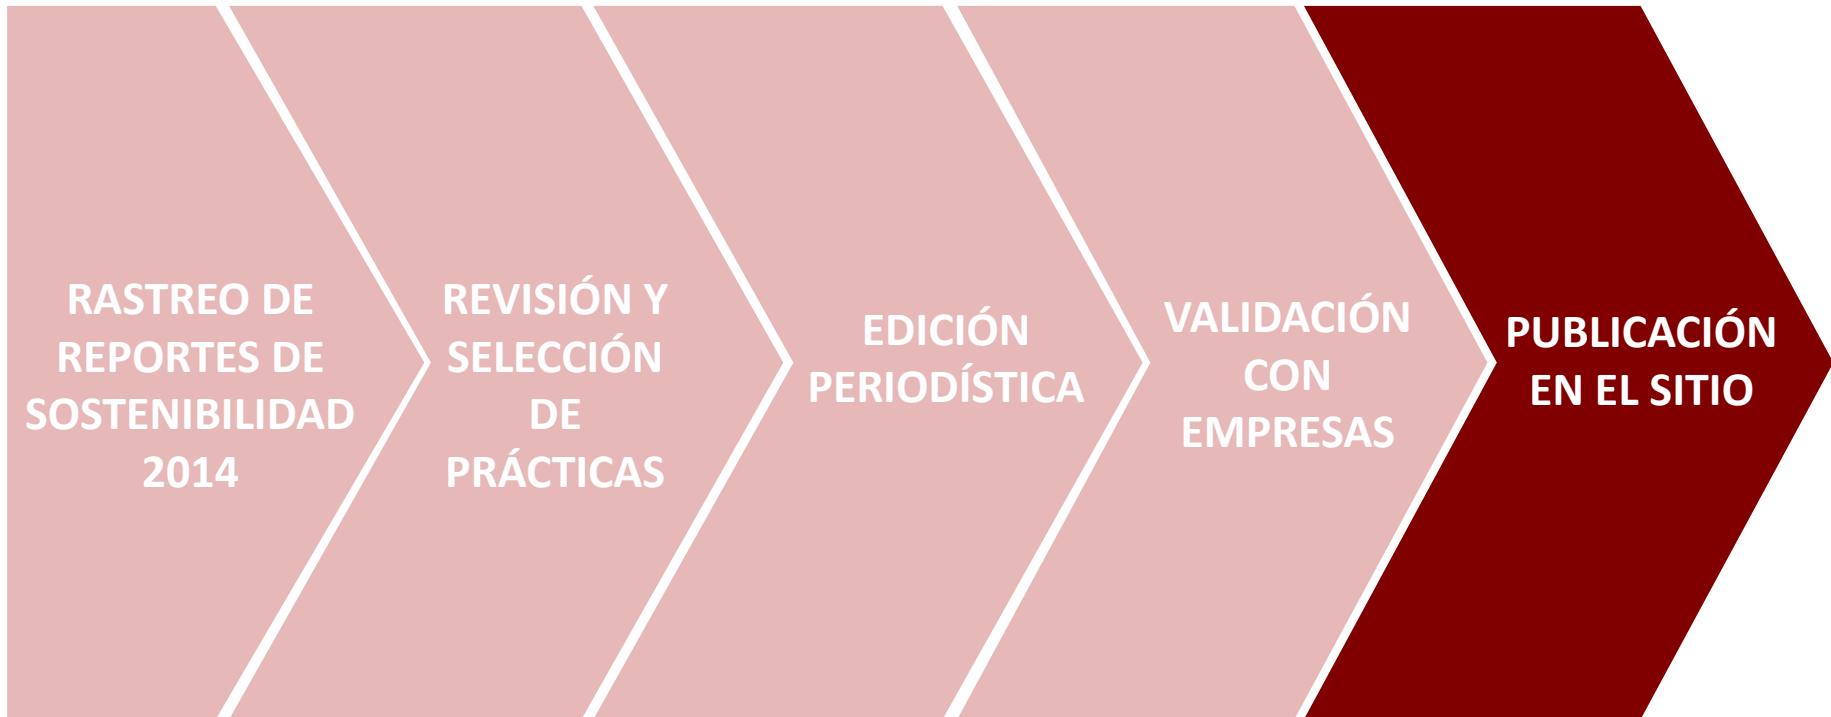 RASTREO DE
REPORTES DE
SOSTENIBILIDAD
2014
REVISIÓN Y
SELECCIÓN
DE
PRÁCTICAS
EDICIÓN
PERIODÍSTICA
VALIDACIÓN
CON
EMPRESAS
PUBLICACIÓN
EN EL SITIO